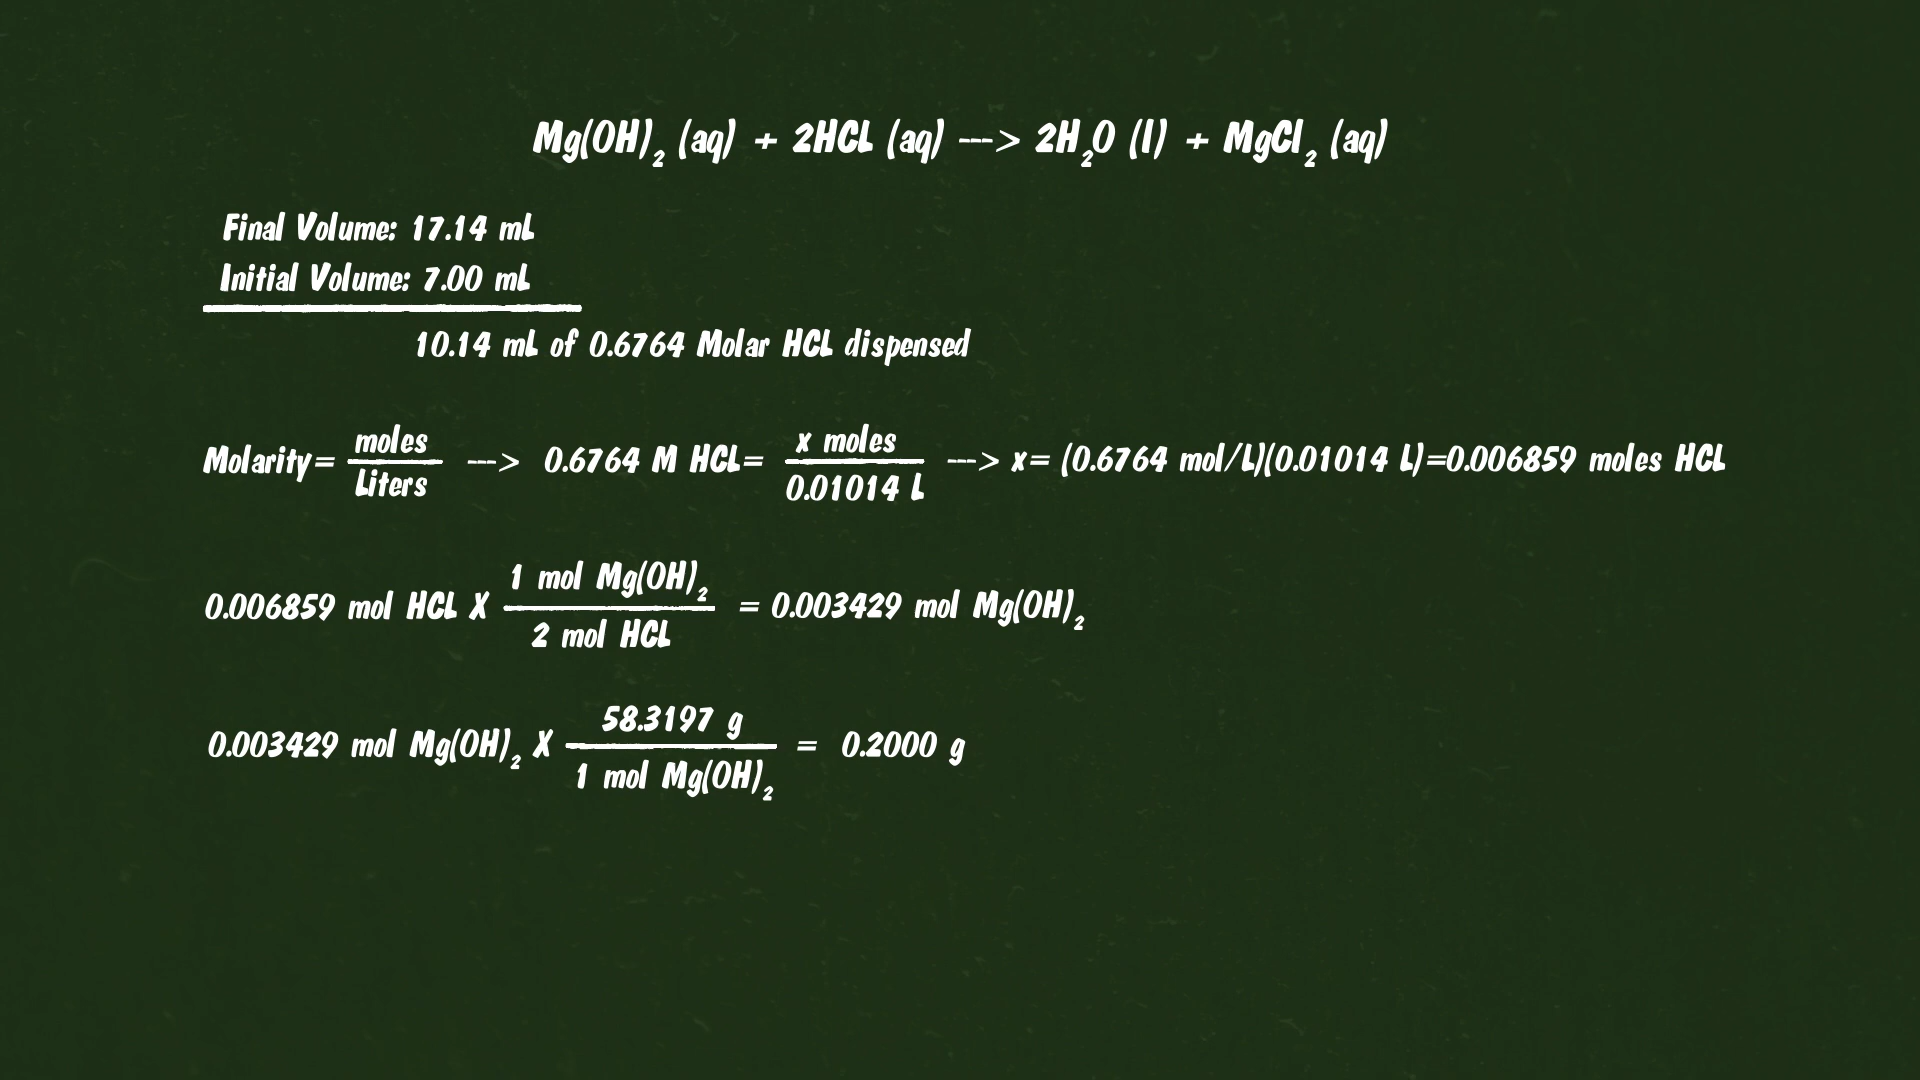 Mg(OH)₂ (aq) + 2HCL (aq) ---> 2H₂O (l) + MgCl₂ (aq)
Final Volume: 17.14 mL
Initial Volume: 7.00 mL
10.14 mL of 0.6764 Molar HCL dispensed
Molarity= moles/Liters ---> 0.6764 M HCL= x moles/0.01014 L ---> x= (0.6764 mol/L)(0.01014 L)=0.006859 moles HCL
0.006859 mol HCL X 1 mol Mg(OH)₂/2 mol HCL = 0.003429 mol Mg(OH)₂
0.003429 mol Mg(OH)₂ X 58.3197 g/1 mol Mg(OH)₂ = 0.2000 g